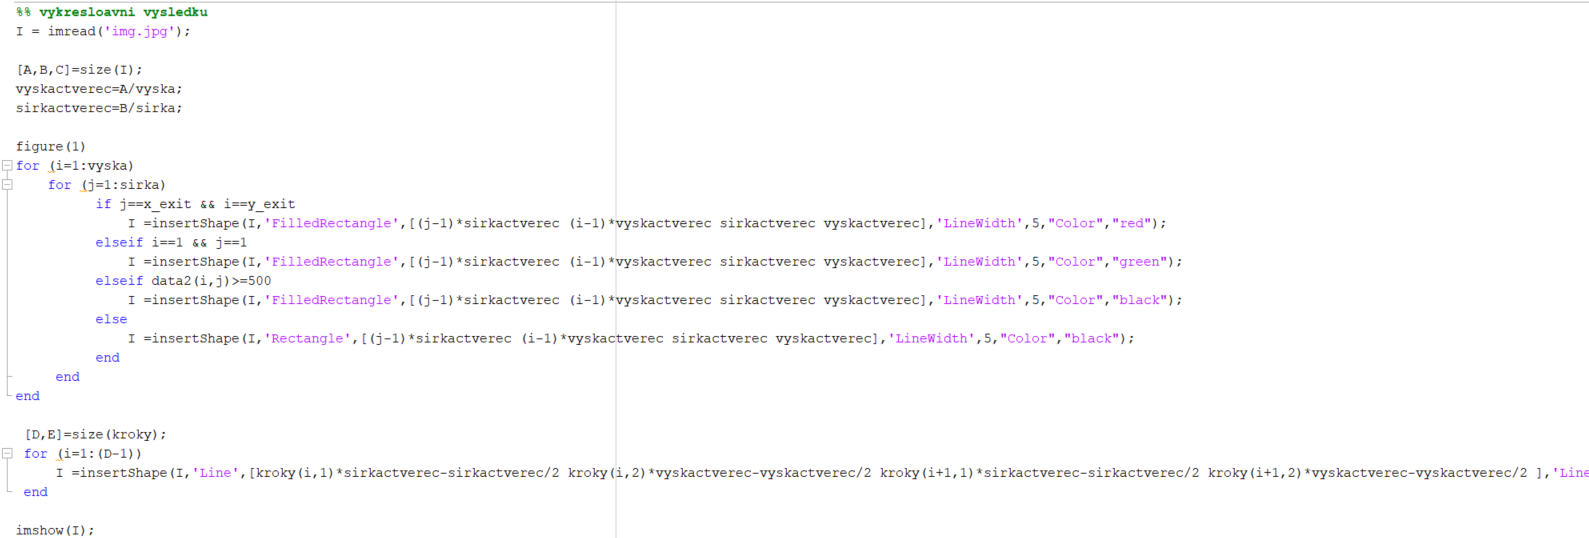 %% vykresloavni vysledku
I = imread('img.jpg');
[A,B,C]=size(I);
vyskactverec=A/vyska;
sirkactverec=B/sirka;
figure(1)
for (i=1:vyska)
for (j=1:sirka)
if j==x_exit && i==y_exit
I =insertShape(I,'FilledRectangle',[(j-1)*sirkactverec (i-1)*vyskactverec sirkactverec vyskactverec],'LineWidth',5,"Color","red");
elseif i==1 && j==1
I =insertShape(I,'FilledRectangle',[(j-1)*sirkactverec (i-1)*vyskactverec sirkactverec vyskactverec],'LineWidth',5,"Color","green");
elseif data2(i,j)>=500
I =insertShape(I,'FilledRectangle',[(j-1)*sirkactverec (i-1)*vyskactverec sirkactverec vyskactverec],'LineWidth',5,"Color","black");
else
I =insertShape(I,'Rectangle',[(j-1)*sirkactverec (i-1)*vyskactverec sirkactverec vyskactverec],'LineWidth',5,"Color","black");
end
end
end
[D,E]=size(kroky);
for (i=1:(D-1))
I =insertShape(I,'Line',[kroky(i,1)*sirkactverec-sirkactverec/2 kroky(i,2)*vyskactverec-vyskactverec/2 kroky(i+1,1)*sirkactverec-sirkactverec/2 kroky(i+1,2)*vyskactverec-vyskactverec/2 ],'Line
end
imshow(I);